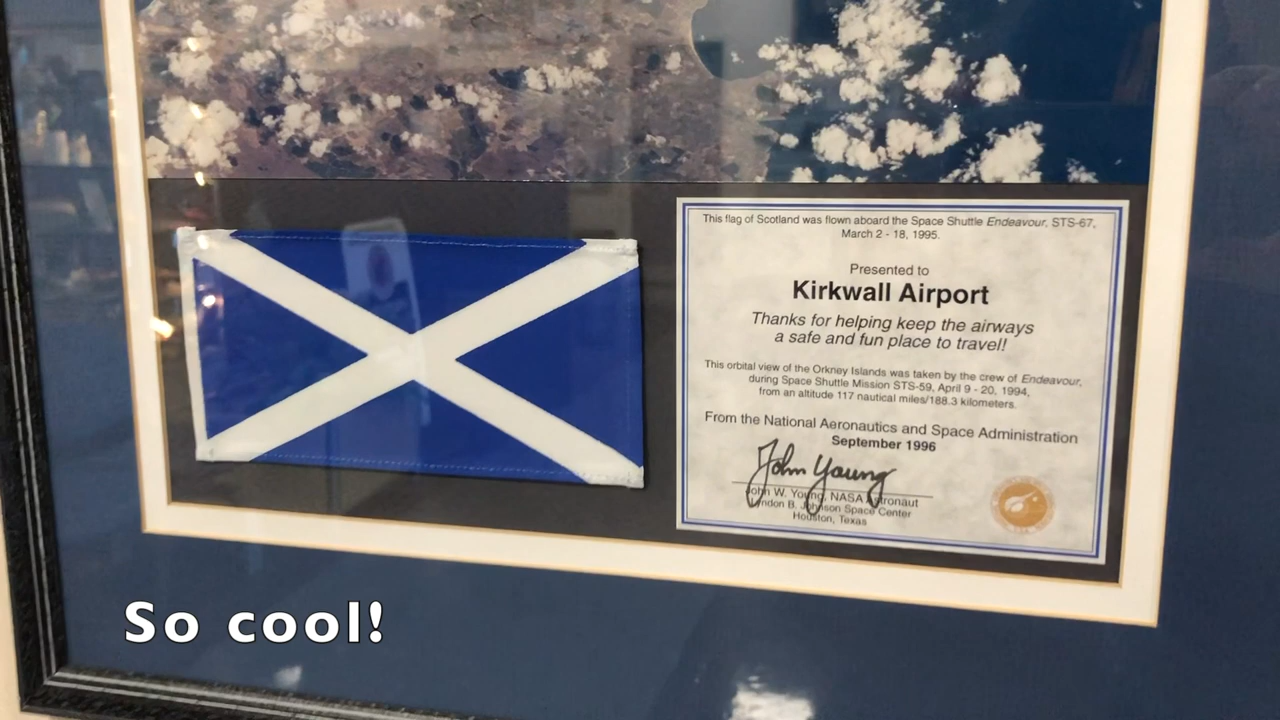 This flag of Scotland was flown aboard the Space Shuttle Endeavour, STS-67,
March 2 - 18, 1995.
Presented to
Kirkwall Airport
Thanks for helping keep the airways
a safe and fun place to travel!
This orbital view of the Orkney Islands was taken by the crew of Endeavour,
during Space Shuttle Mission STS-59, April 9 - 20, 1994,
from an altitude 117 nautical miles/188.3 kilometers.
From the National Aeronautics and Space Administration
September 1996
John Young
John W. Young, NASA Astronaut
Lyndon B. Johnson Space Center
Houston, Texas
So cool!